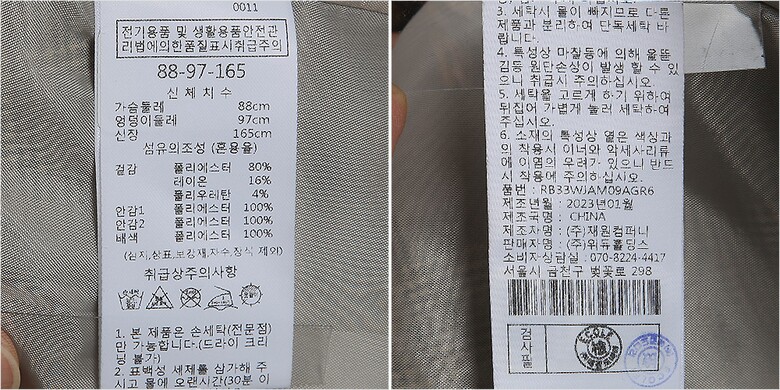 0011
전기용품 및 생활용품안전관
리법에의한품질표시취급주의
88-97-165
신체치수
가슴둘레 88cm
엉덩이둘레 97cm
신장 165cm
섬유의조성 (혼용율)
겉감 폴리에스터 80%
레이온 16%
폴리우레탄 4%
안감1 폴리에스터 100%
안감2 폴리에스터 100%
배색 폴리에스터 100%
(심지,상표,보강재,자수,장식 제외)
취급상주의사항
1. 본 제품은 손세탁(전문점)
만 가능합니다.(드라이 크리
닝 불가)
2. 표백성 세제를 삼가해 주
시고 물에 오랜시간(30분 이
3. 세탁시 물이 빠지므로 다른
제품과 분리하여 단독세탁 바
랍니다.
4. 특성상 마찰등에 의해 올뜯
김등 원단손상이 발생 할 수 있
으니 취급시 주의하십시오
5. 세탁을 고르게 하기 위하여
뒤집어 가볍게 눌러 세탁하여
주십시오.
6. 소재의 특성상 옅은 색상과
의 착용시 이너와 악세사리류
에 이염의 우려가 있으니 반드
시 착용에 주의하십시오.
품번 : RB33WJAM09AGR6
제조년월 : 2023년01월
제조국명 : CHINA
제조자명 : (주)재원컴퍼니
판매자명 : (주)위듀홀딩스
소비자상담실 : 070-8224-4417
서울시 금천구 벚꽃로 298
검사필
ECOLE